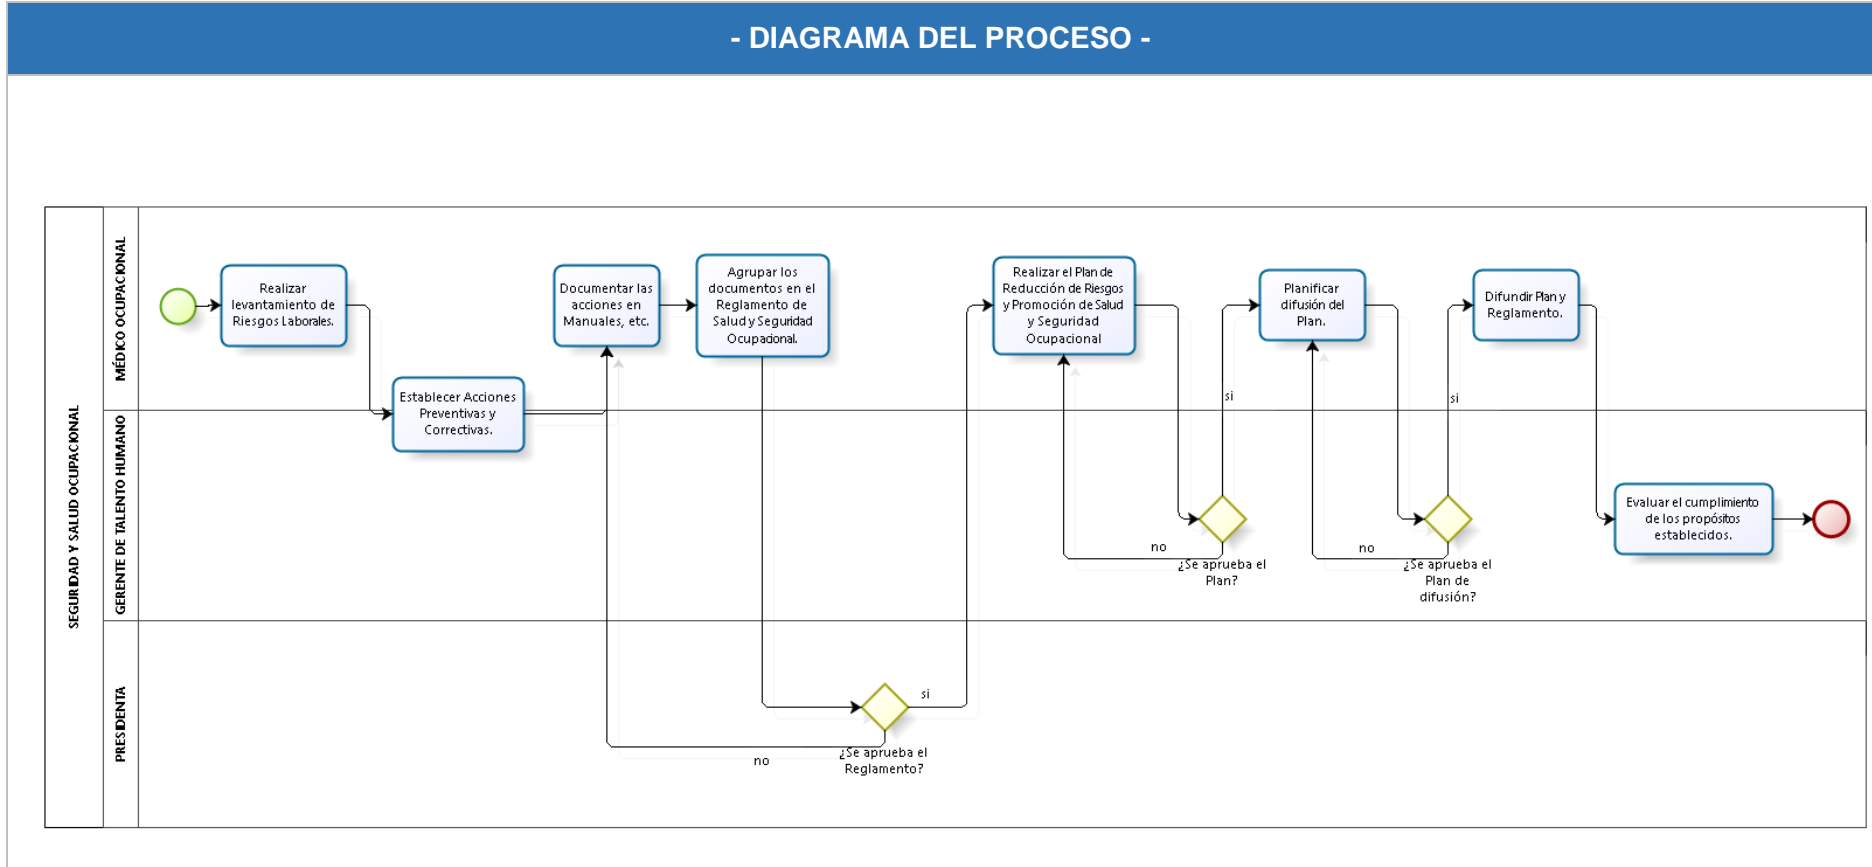 - DIAGRAMA DEL PROCESO -
SEGURIDAD Y SALUD OCUPACIONAL
MÉDICO OCUPACIONAL
Realizar
levantamiento de
Riesgos Laborales.
Establecer Acciones
Preventivas y
Correctivas.
Documentar las
acciones en
Manuales, etc.
Agrupar los
documentos en el
Reglamento de
Salud y Seguridad
Ocupacional.
Realizar el Plan de
Reducción de Riesgos
y Promoción de Salud
y Seguridad
Ocupacional
Planificar
difusión del
Plan.
Difundir Plan y
Reglamento.
si
si
GERENTE DE TALENTO HUMANO
no
¿Se aprueba el
Plan?
no
¿Se aprueba el
Plan de
difusión?
Evaluar el cumplimiento
de los propósitos
establecidos.
PRESIDENTA
si
no
¿Se aprueba el
Reglamento?